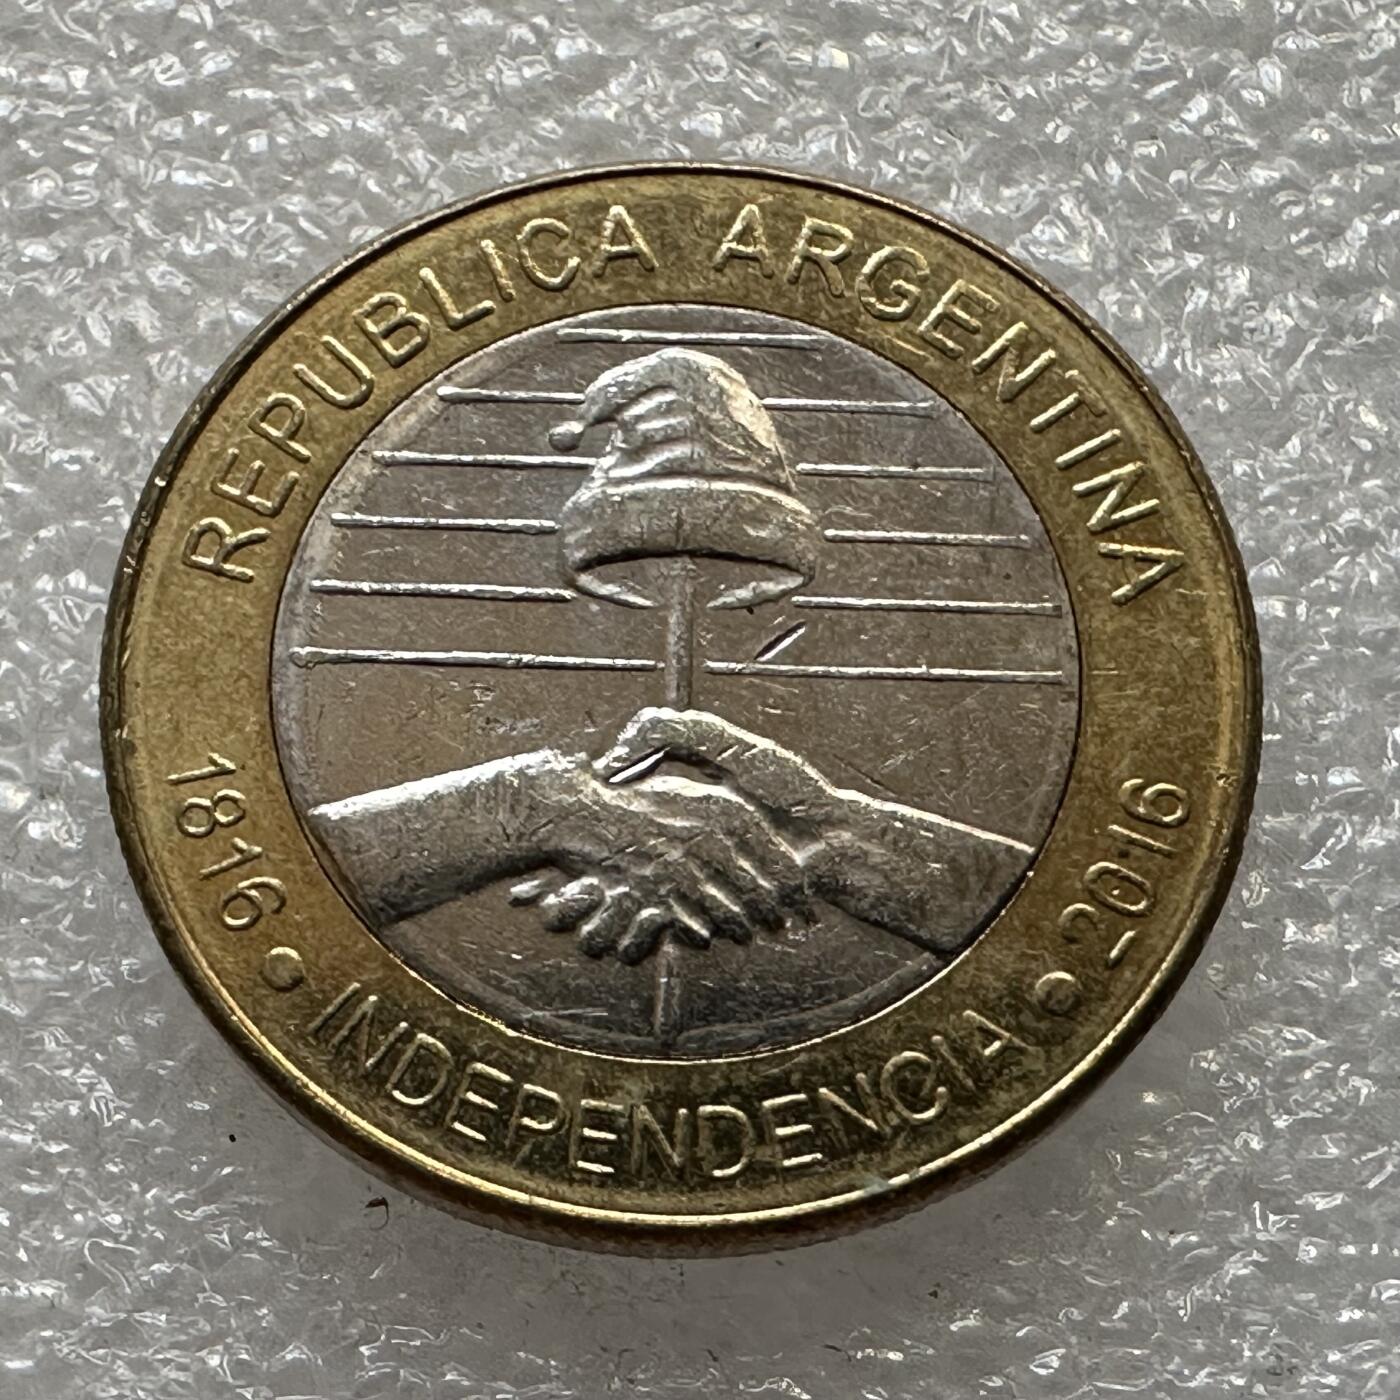 REPUBLICA ARGENTINA
1816 • INDEPENDENCIA • 2016